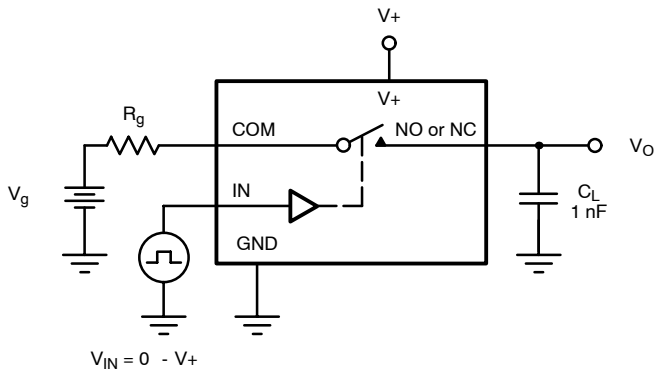 V+
V+
Rg
COM
NO or NC
VO
Vg
IN
CL
1 nF
GND
VIN = 0 - V+